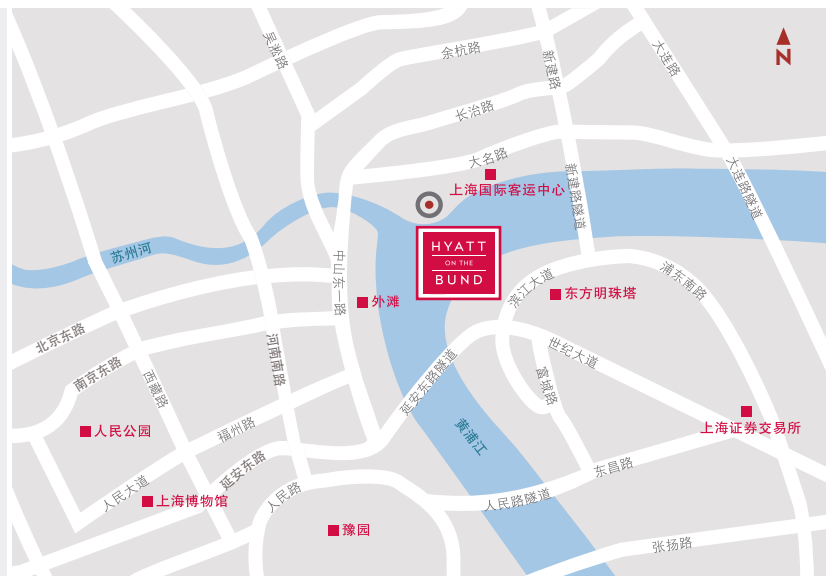 吴淞路
余杭路
新建路
大连路
N
长治路
大名路
上海国际客运中心
新建路隧道
大连路隧道
苏州河
HYATT
ON THE
BUND
中山东一路
外滩
滨江大道
东方明珠塔
浦东南路
北京东路
南京东路
西藏路
河南南路
延安东路隧道
世纪大道
富城路
人民公园
福州路
黄浦江
上海证券交易所
延安东路
东昌路
人民大道
上海博物馆
人民路
人民路隧道
豫园
张扬路